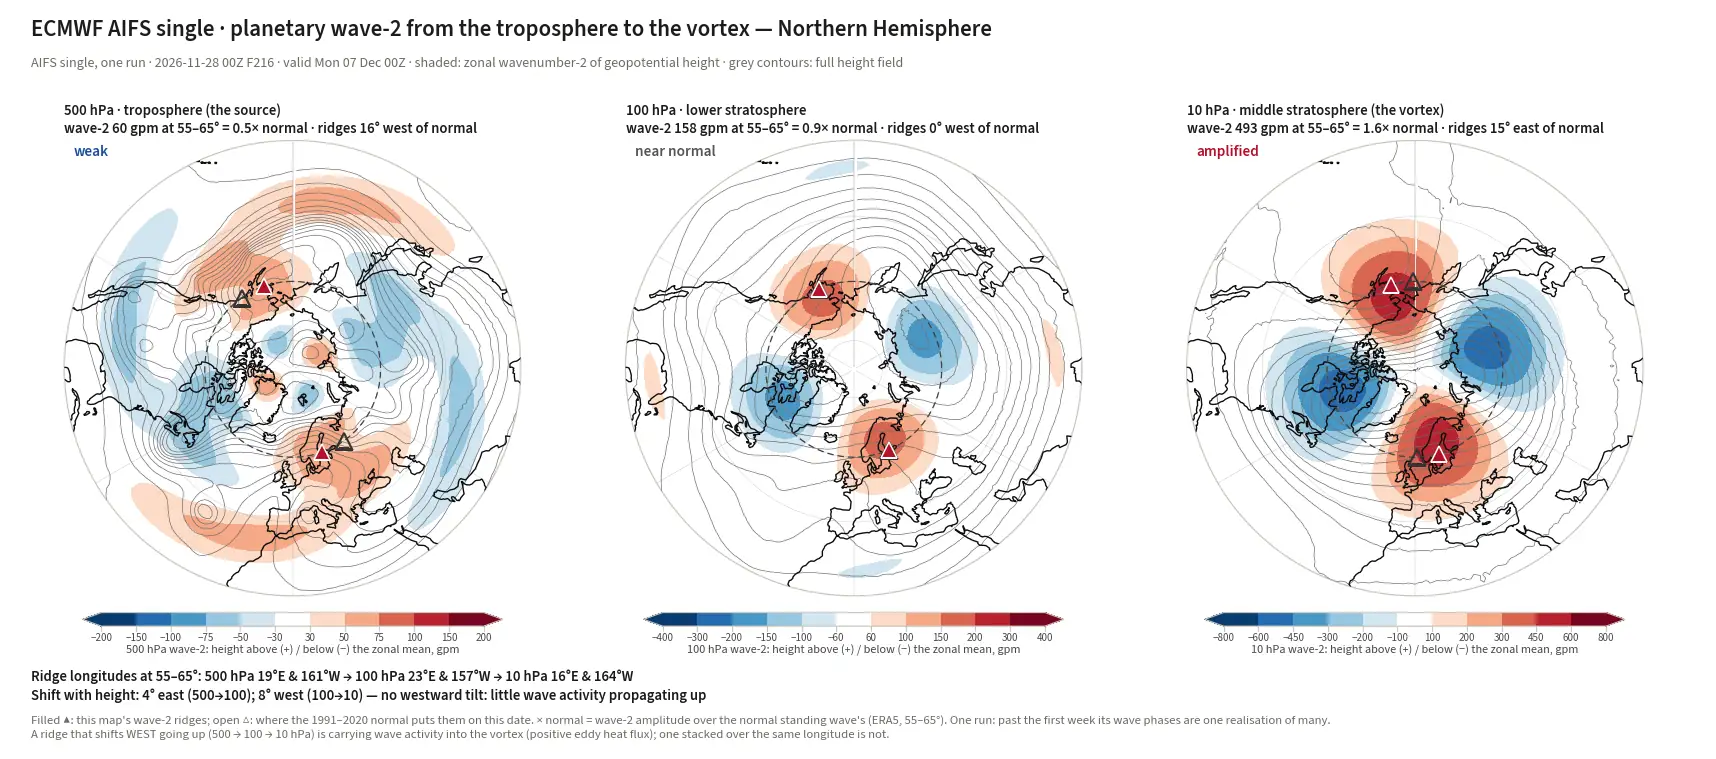 ECMWF AIFS single · planetary wave-2 from the troposphere to the vortex — Northern Hemisphere
AIFS single, one run · 2026-11-28 00Z F216 · valid Mon 07 Dec 00Z · shaded: zonal wavenumber-2 of geopotential height · grey contours: full height field
500 hPa · troposphere (the source)
wave-2 60 gpm at 55–65° = 0.5× normal · ridges 16° west of normal
weak
100 hPa · lower stratosphere
wave-2 158 gpm at 55–65° = 0.9× normal · ridges 0° west of normal
near normal
10 hPa · middle stratosphere (the vortex)
wave-2 493 gpm at 55–65° = 1.6× normal · ridges 15° east of normal
amplified
−200 −150 −100 −75 −50 −30 30 50 75 100 150 200
500 hPa wave-2: height above (+) / below (−) the zonal mean, gpm
−400 −300 −200 −150 −100 −60 60 100 150 200 300 400
100 hPa wave-2: height above (+) / below (−) the zonal mean, gpm
−800 −600 −450 −300 −200 −100 100 200 300 450 600 800
10 hPa wave-2: height above (+) / below (−) the zonal mean, gpm
Ridge longitudes at 55–65°: 500 hPa 19°E & 161°W → 100 hPa 23°E & 157°W → 10 hPa 16°E & 164°W
Shift with height: 4° east (500→100); 8° west (100→10) — no westward tilt: little wave activity propagating up
Filled ▲: this map's wave-2 ridges; open △: where the 1991–2020 normal puts them on this date. × normal = wave-2 amplitude over the normal standing wave's (ERA5, 55–65°). One run: past the first week its wave phases are one realisation of many.
A ridge that shifts WEST going up (500 → 100 → 10 hPa) is carrying wave activity into the vortex (positive eddy heat flux); one stacked over the same longitude is not.